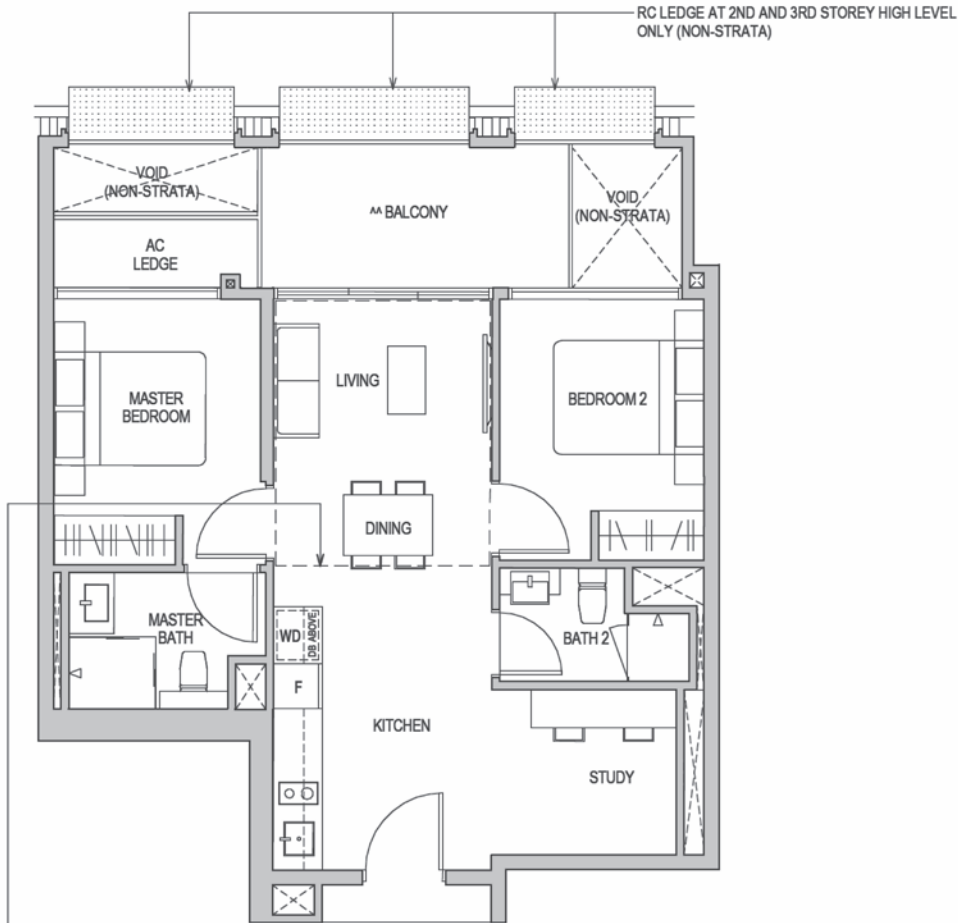 RC LEDGE AT 2ND AND 3RD STOREY HIGH LEVEL
ONLY (NON-STRATA)
VOID
(NON-STRATA)
^^ BALCONY
VOID
(NON-STRATA)
AC
LEDGE
LIVING
MASTER
BEDROOM
BEDROOM 2
DINING
MASTER
BATH
WD
DB ABOVE
BATH 2
F
KITCHEN
STUDY